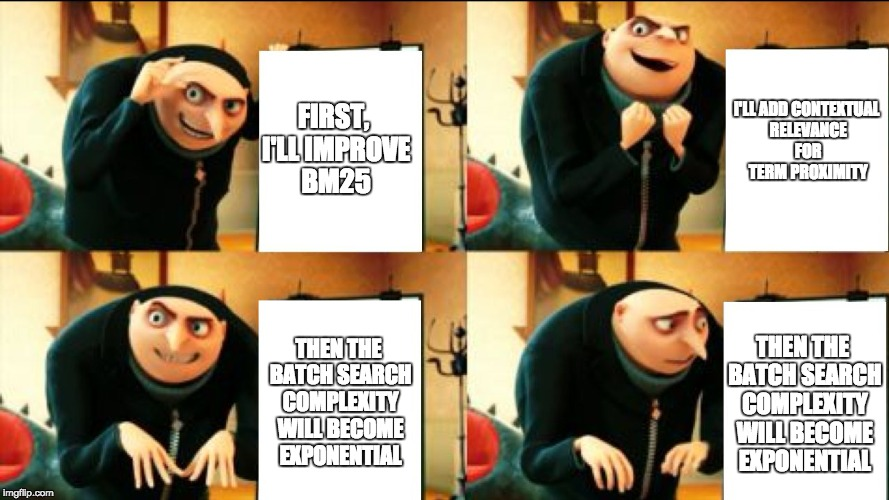 FIRST,
I'LL IMPROVE
BM25
I'LL ADD CONTEXTUAL
RELEVANCE
FOR
TERM PROXIMITY
THEN THE
BATCH SEARCH
COMPLEXITY
WILL BECOME
EXPONENTIAL
THEN THE
BATCH SEARCH
COMPLEXITY
WILL BECOME
EXPONENTIAL
imgflip.com